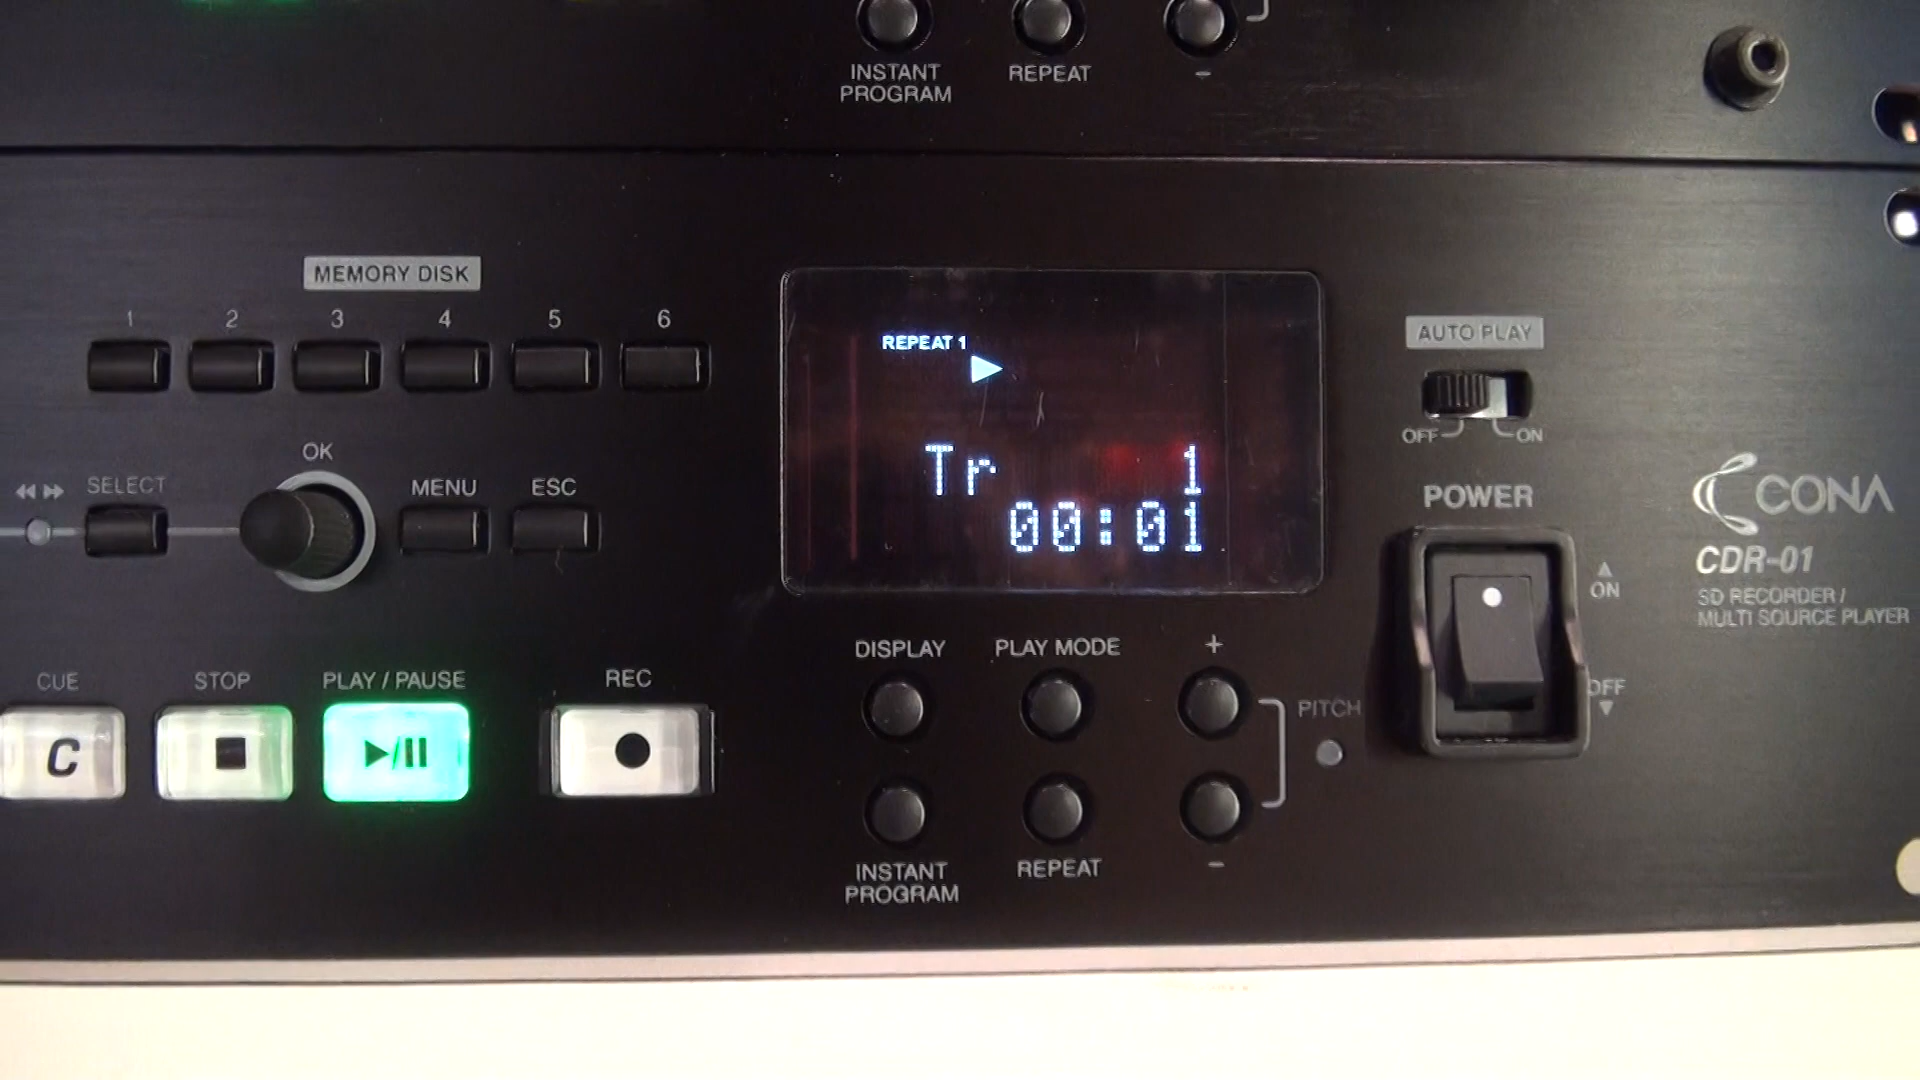 INSTANT
PROGRAM
REPEAT
-
MEMORY DISK
1 2 3 4 5 6
REPEAT 1
Tr 1
00:01
AUTO PLAY
OFF ON
OK
SELECT
MENU
ESC
POWER
ON
OFF
CONA
CDR-01
SD RECORDER /
MULTI SOURCE PLAYER
CUE
STOP
PLAY / PAUSE
REC
C
DISPLAY
PLAY MODE
+
PITCH
INSTANT
PROGRAM
REPEAT
-